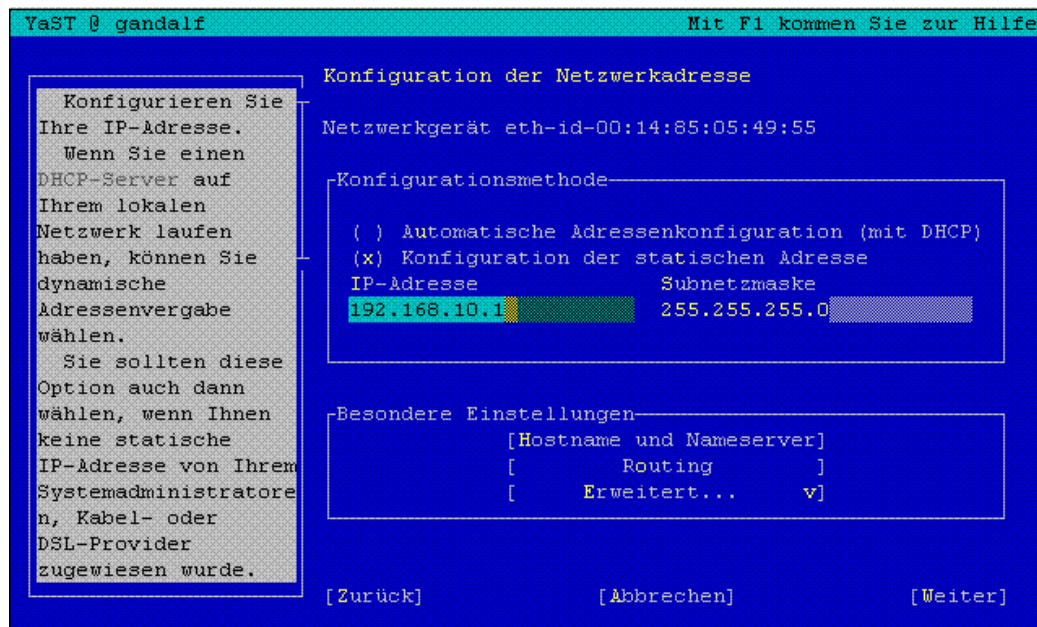 YaST @ gandalf Mit F1 kommen Sie zur Hilfe
Konfigurieren Sie
Ihre IP-Adresse.
Wenn Sie einen
DHCP-Server auf
Ihrem lokalen
Netzwerk laufen
haben, können Sie
dynamische
Adressenvergabe
wählen.
Sie sollten diese
Option auch dann
wählen, wenn Ihnen
keine statische
IP-Adresse von Ihrem
Systemadministratore
n, Kabel- oder
DSL-Provider
zugewiesen wurde.
Konfiguration der Netzwerkadresse
Netzwerkgerät eth-id-00:14:85:05:49:55
Konfigurationsmethode
( ) Automatische Adressenkonfiguration (mit DHCP)
(x) Konfiguration der statischen Adresse
IP-Adresse Subnetzmaske
192.168.10.1 255.255.255.0
Besondere Einstellungen
[Hostname und Nameserver]
[ Routing ]
[ Erweitert... v]
[Zurück] [Abbrechen] [Weiter]